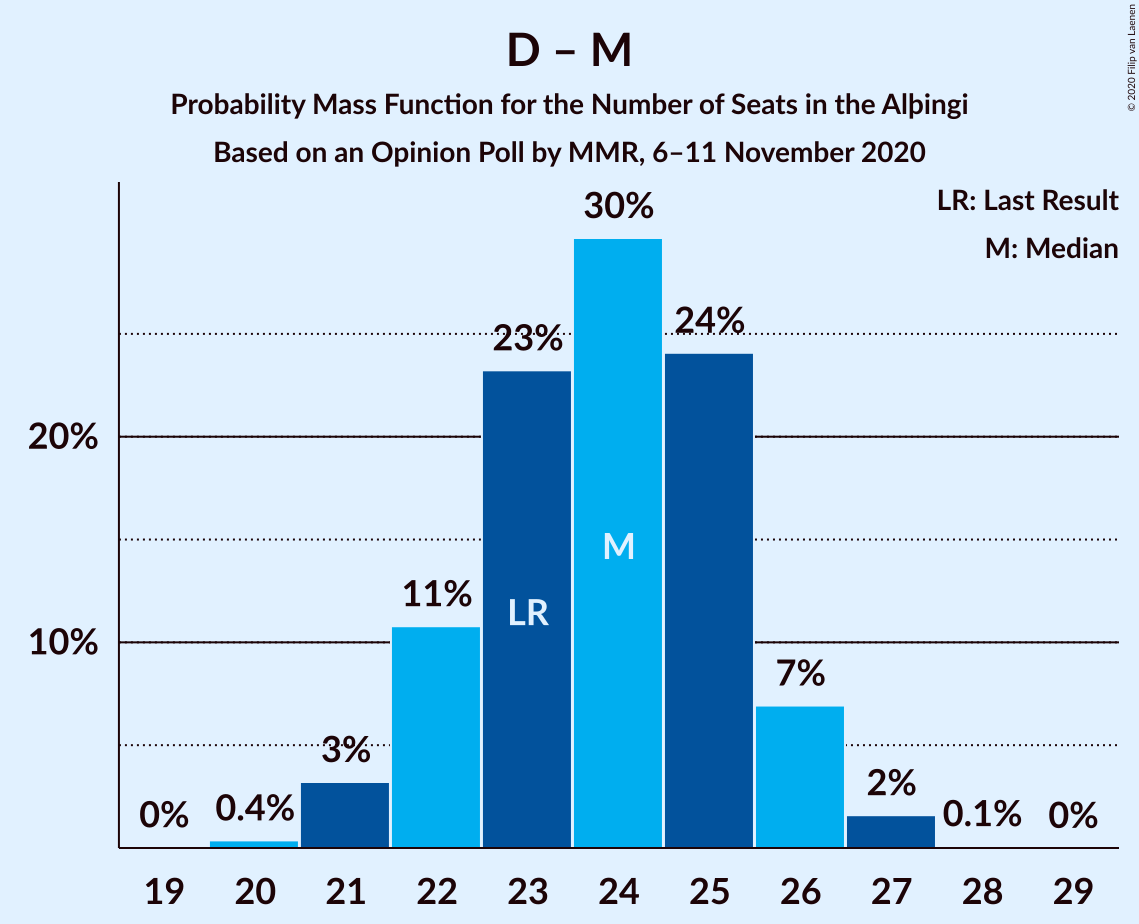 D – M
Probability Mass Function for the Number of Seats in the Alþingi
Based on an Opinion Poll by MMR, 6–11 November 2020
© 2020 Filip van Laenen
LR: Last Result
M: Median
30%
24%
23%
20%
M
11%
LR
10%
7%
3%
2%
0%
0.4%
0.1%
0%
19 20 21 22 23 24 25 26 27 28 29